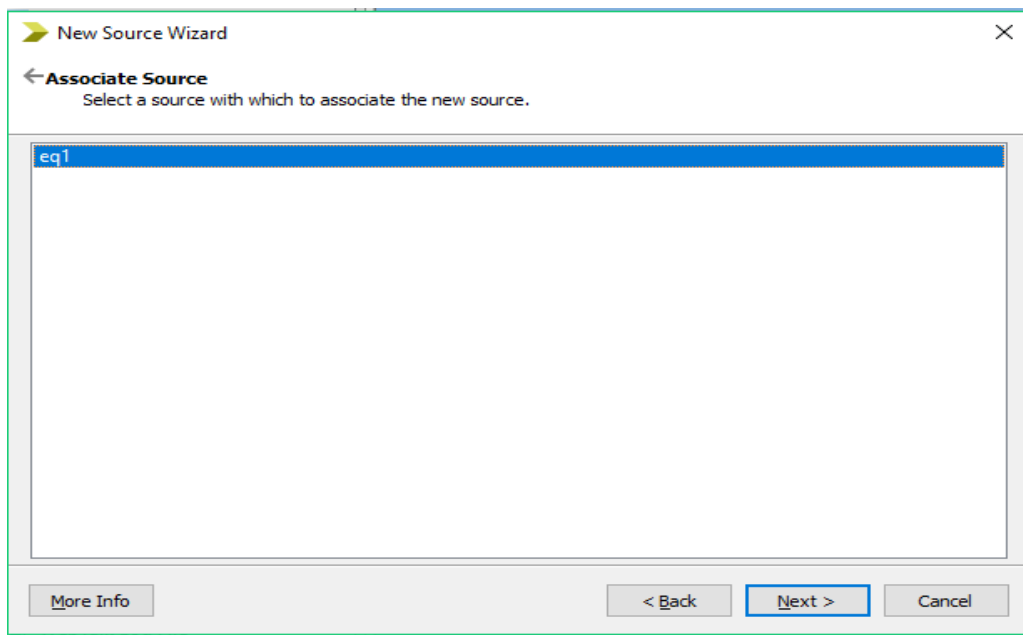 New Source Wizard
Associate Source
Select a source with which to associate the new source.
eq1
More Info
< Back
Next >
Cancel